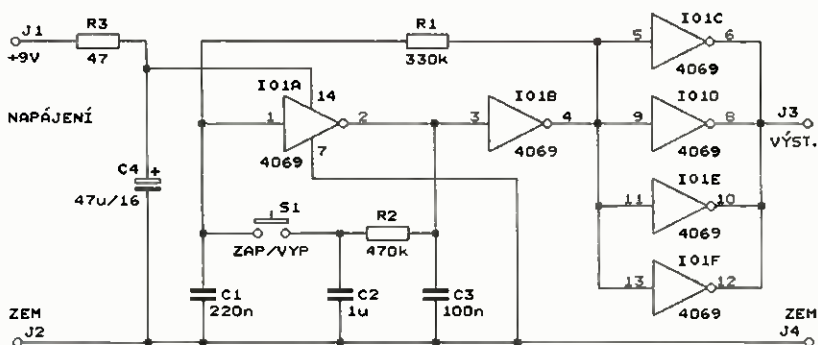 J1
+9V
R3
47
NAPÁJENÍ
C4
+
47u/16
R1
330k
IO1A
1
14
2
7
4069
S1
ZAP/VYP
R2
470k
C1
220n
C2
1u
C3
100n
IO1B
3
4
4069
IO1C
5
6
4069
IO1D
9
8
4069
IO1E
11
10
4069
IO1F
13
12
4069
J3
VÝST.
ZEM
J2
ZEM
J4